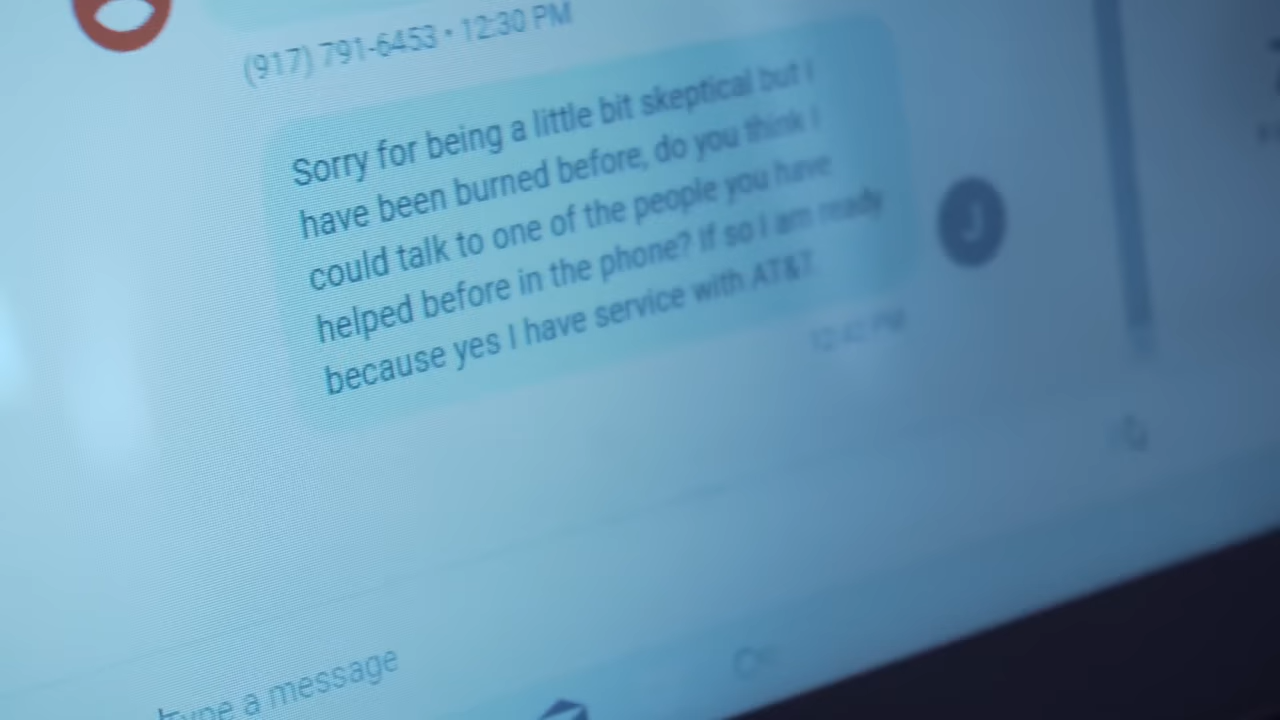 (917) 791-6453 • 12:30 PM
Sorry for being a little bit skeptical but I
have been burned before, do you think I
could talk to one of the people you have
helped before in the phone? If so I am ready
because yes I have service with AT&T.
J
Type a message